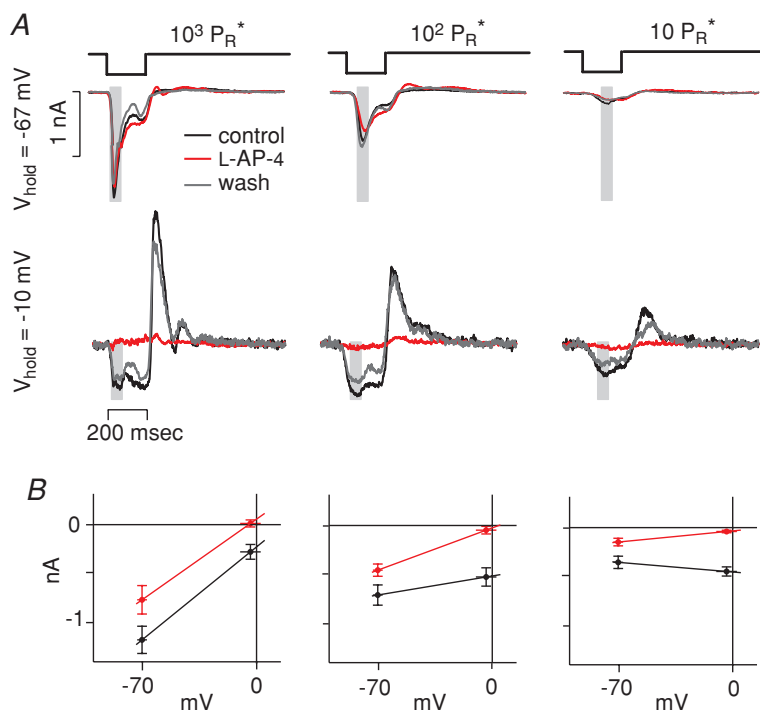 A
10³ P_R*
10² P_R*
10 P_R*
V_hold = -67 mV
1 nA
control
L-AP-4
wash
V_hold = -10 mV
200 msec
B
nA
0
-1
-70
0
mV
-70
0
mV
-70
0
mV